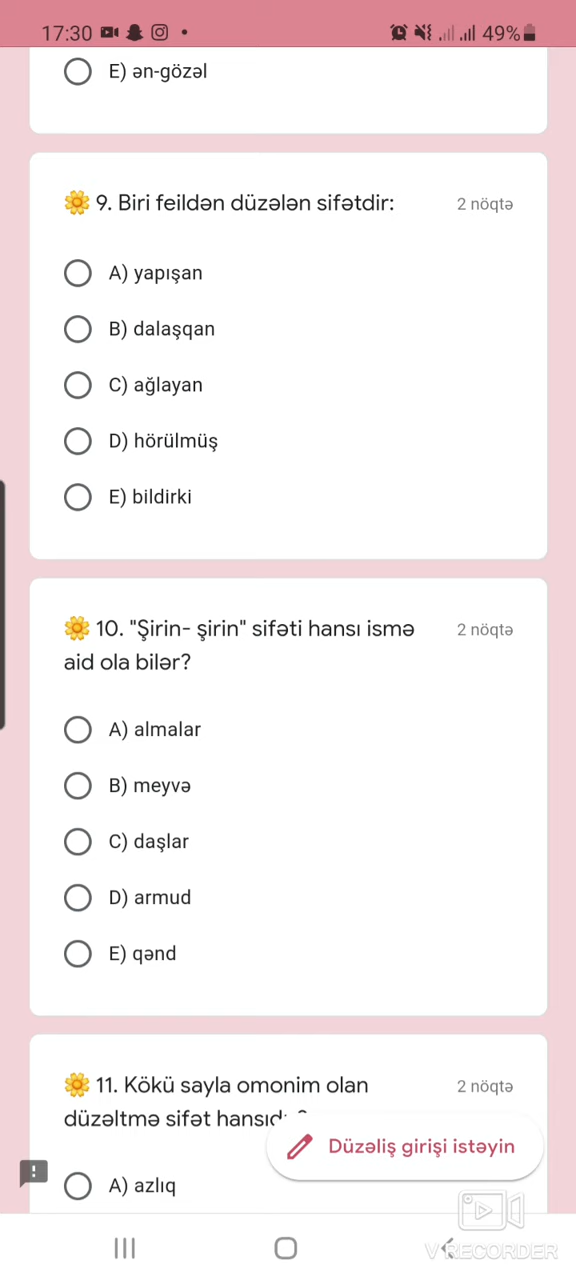 17:30 49%
E) ən-gözəl
9. Biri feildən düzələn sifətdir: 2 nöqtə
A) yapışan
B) dalaşqan
C) ağlayan
D) hörülmüş
E) bildirki
10. "Şirin- şirin" sifəti hansı ismə 2 nöqtə
aid ola bilər?
A) almalar
B) meyvə
C) daşlar
D) armud
E) qənd
11. Kökü sayla omonim olan 2 nöqtə
düzəltmə sifət
Düzəliş girişi istəyin
A) azlıq
V RECORDER